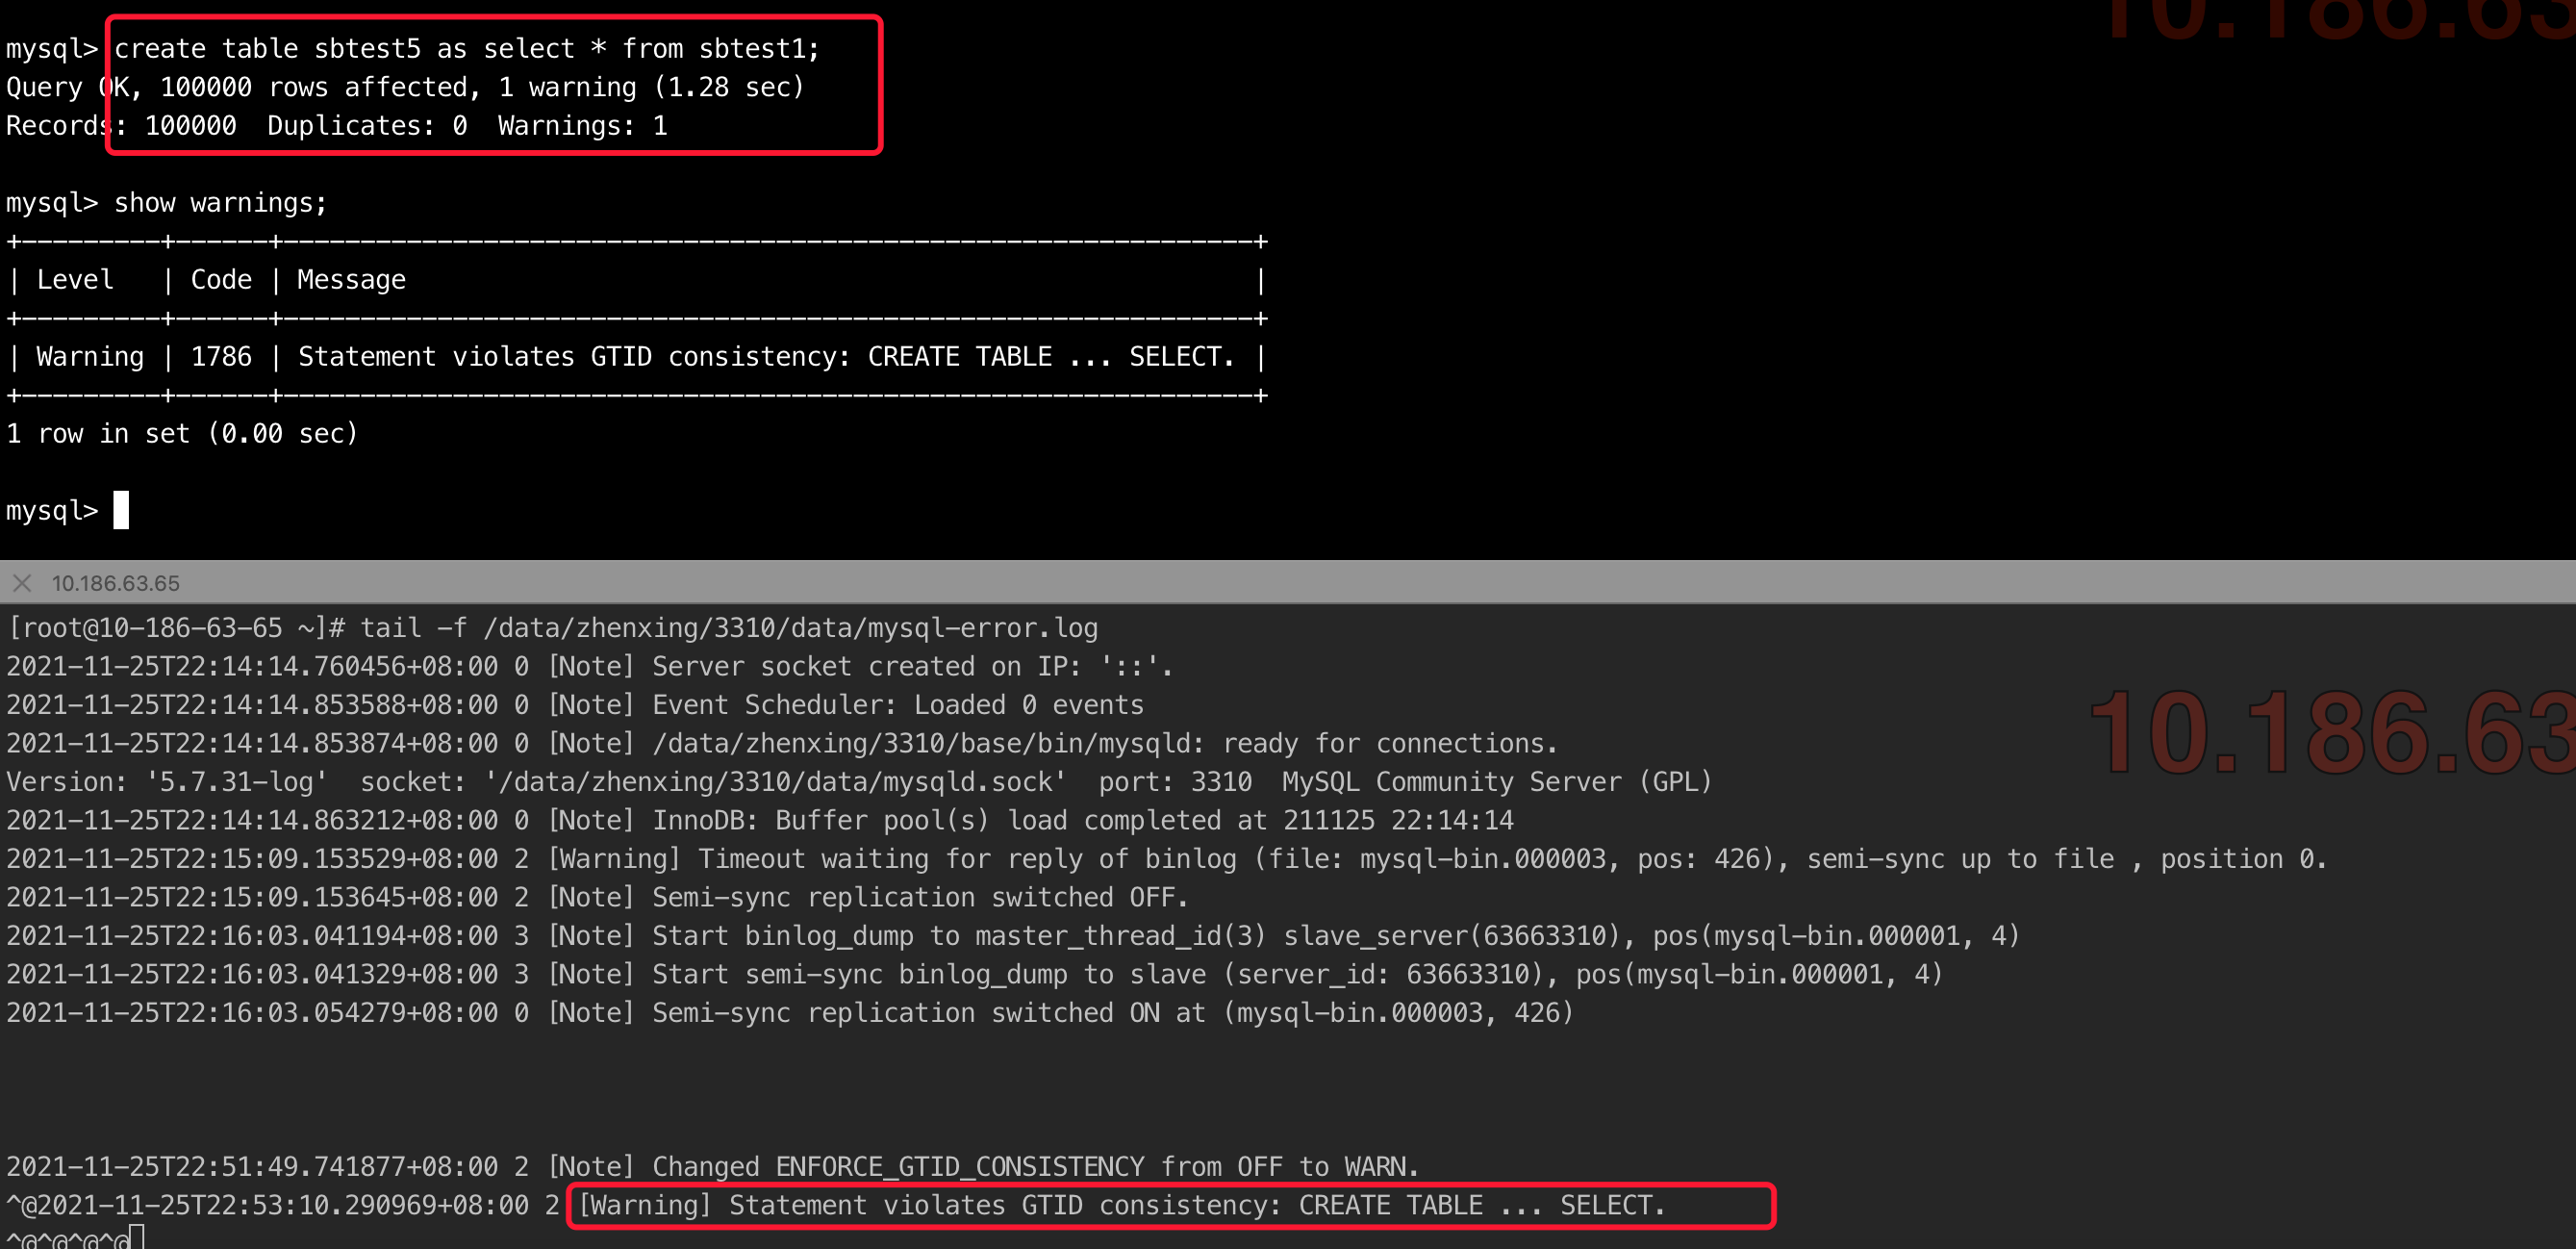 10.186.63
mysql> create table sbtest5 as select * from sbtest1;
Query OK, 100000 rows affected, 1 warning (1.28 sec)
Records: 100000  Duplicates: 0  Warnings: 1
mysql> show warnings;
+---------+------+---------------------------------------------------------------+
| Level   | Code | Message                                                       |
+---------+------+---------------------------------------------------------------+
| Warning | 1786 | Statement violates GTID consistency: CREATE TABLE ... SELECT. |
+---------+------+---------------------------------------------------------------+
1 row in set (0.00 sec)
mysql>
10.186.63.65
[root@10-186-63-65 ~]# tail -f /data/zhenxing/3310/data/mysql-error.log
2021-11-25T22:14:14.760456+08:00 0 [Note] Server socket created on IP: '::'.
2021-11-25T22:14:14.853588+08:00 0 [Note] Event Scheduler: Loaded 0 events
2021-11-25T22:14:14.853874+08:00 0 [Note] /data/zhenxing/3310/base/bin/mysqld: ready for connections.
10.186.63
Version: '5.7.31-log'  socket: '/data/zhenxing/3310/data/mysqld.sock'  port: 3310  MySQL Community Server (GPL)
2021-11-25T22:14:14.863212+08:00 0 [Note] InnoDB: Buffer pool(s) load completed at 211125 22:14:14
2021-11-25T22:15:09.153529+08:00 2 [Warning] Timeout waiting for reply of binlog (file: mysql-bin.000003, pos: 426), semi-sync up to file , position 0.
2021-11-25T22:15:09.153645+08:00 2 [Note] Semi-sync replication switched OFF.
2021-11-25T22:16:03.041194+08:00 3 [Note] Start binlog_dump to master_thread_id(3) slave_server(63663310), pos(mysql-bin.000001, 4)
2021-11-25T22:16:03.041329+08:00 3 [Note] Start semi-sync binlog_dump to slave (server_id: 63663310), pos(mysql-bin.000001, 4)
2021-11-25T22:16:03.054279+08:00 0 [Note] Semi-sync replication switched ON at (mysql-bin.000003, 426)
2021-11-25T22:51:49.741877+08:00 2 [Note] Changed ENFORCE_GTID_CONSISTENCY from OFF to WARN.
^@2021-11-25T22:53:10.290969+08:00 2 [Warning] Statement violates GTID consistency: CREATE TABLE ... SELECT.
^@^@^@^@